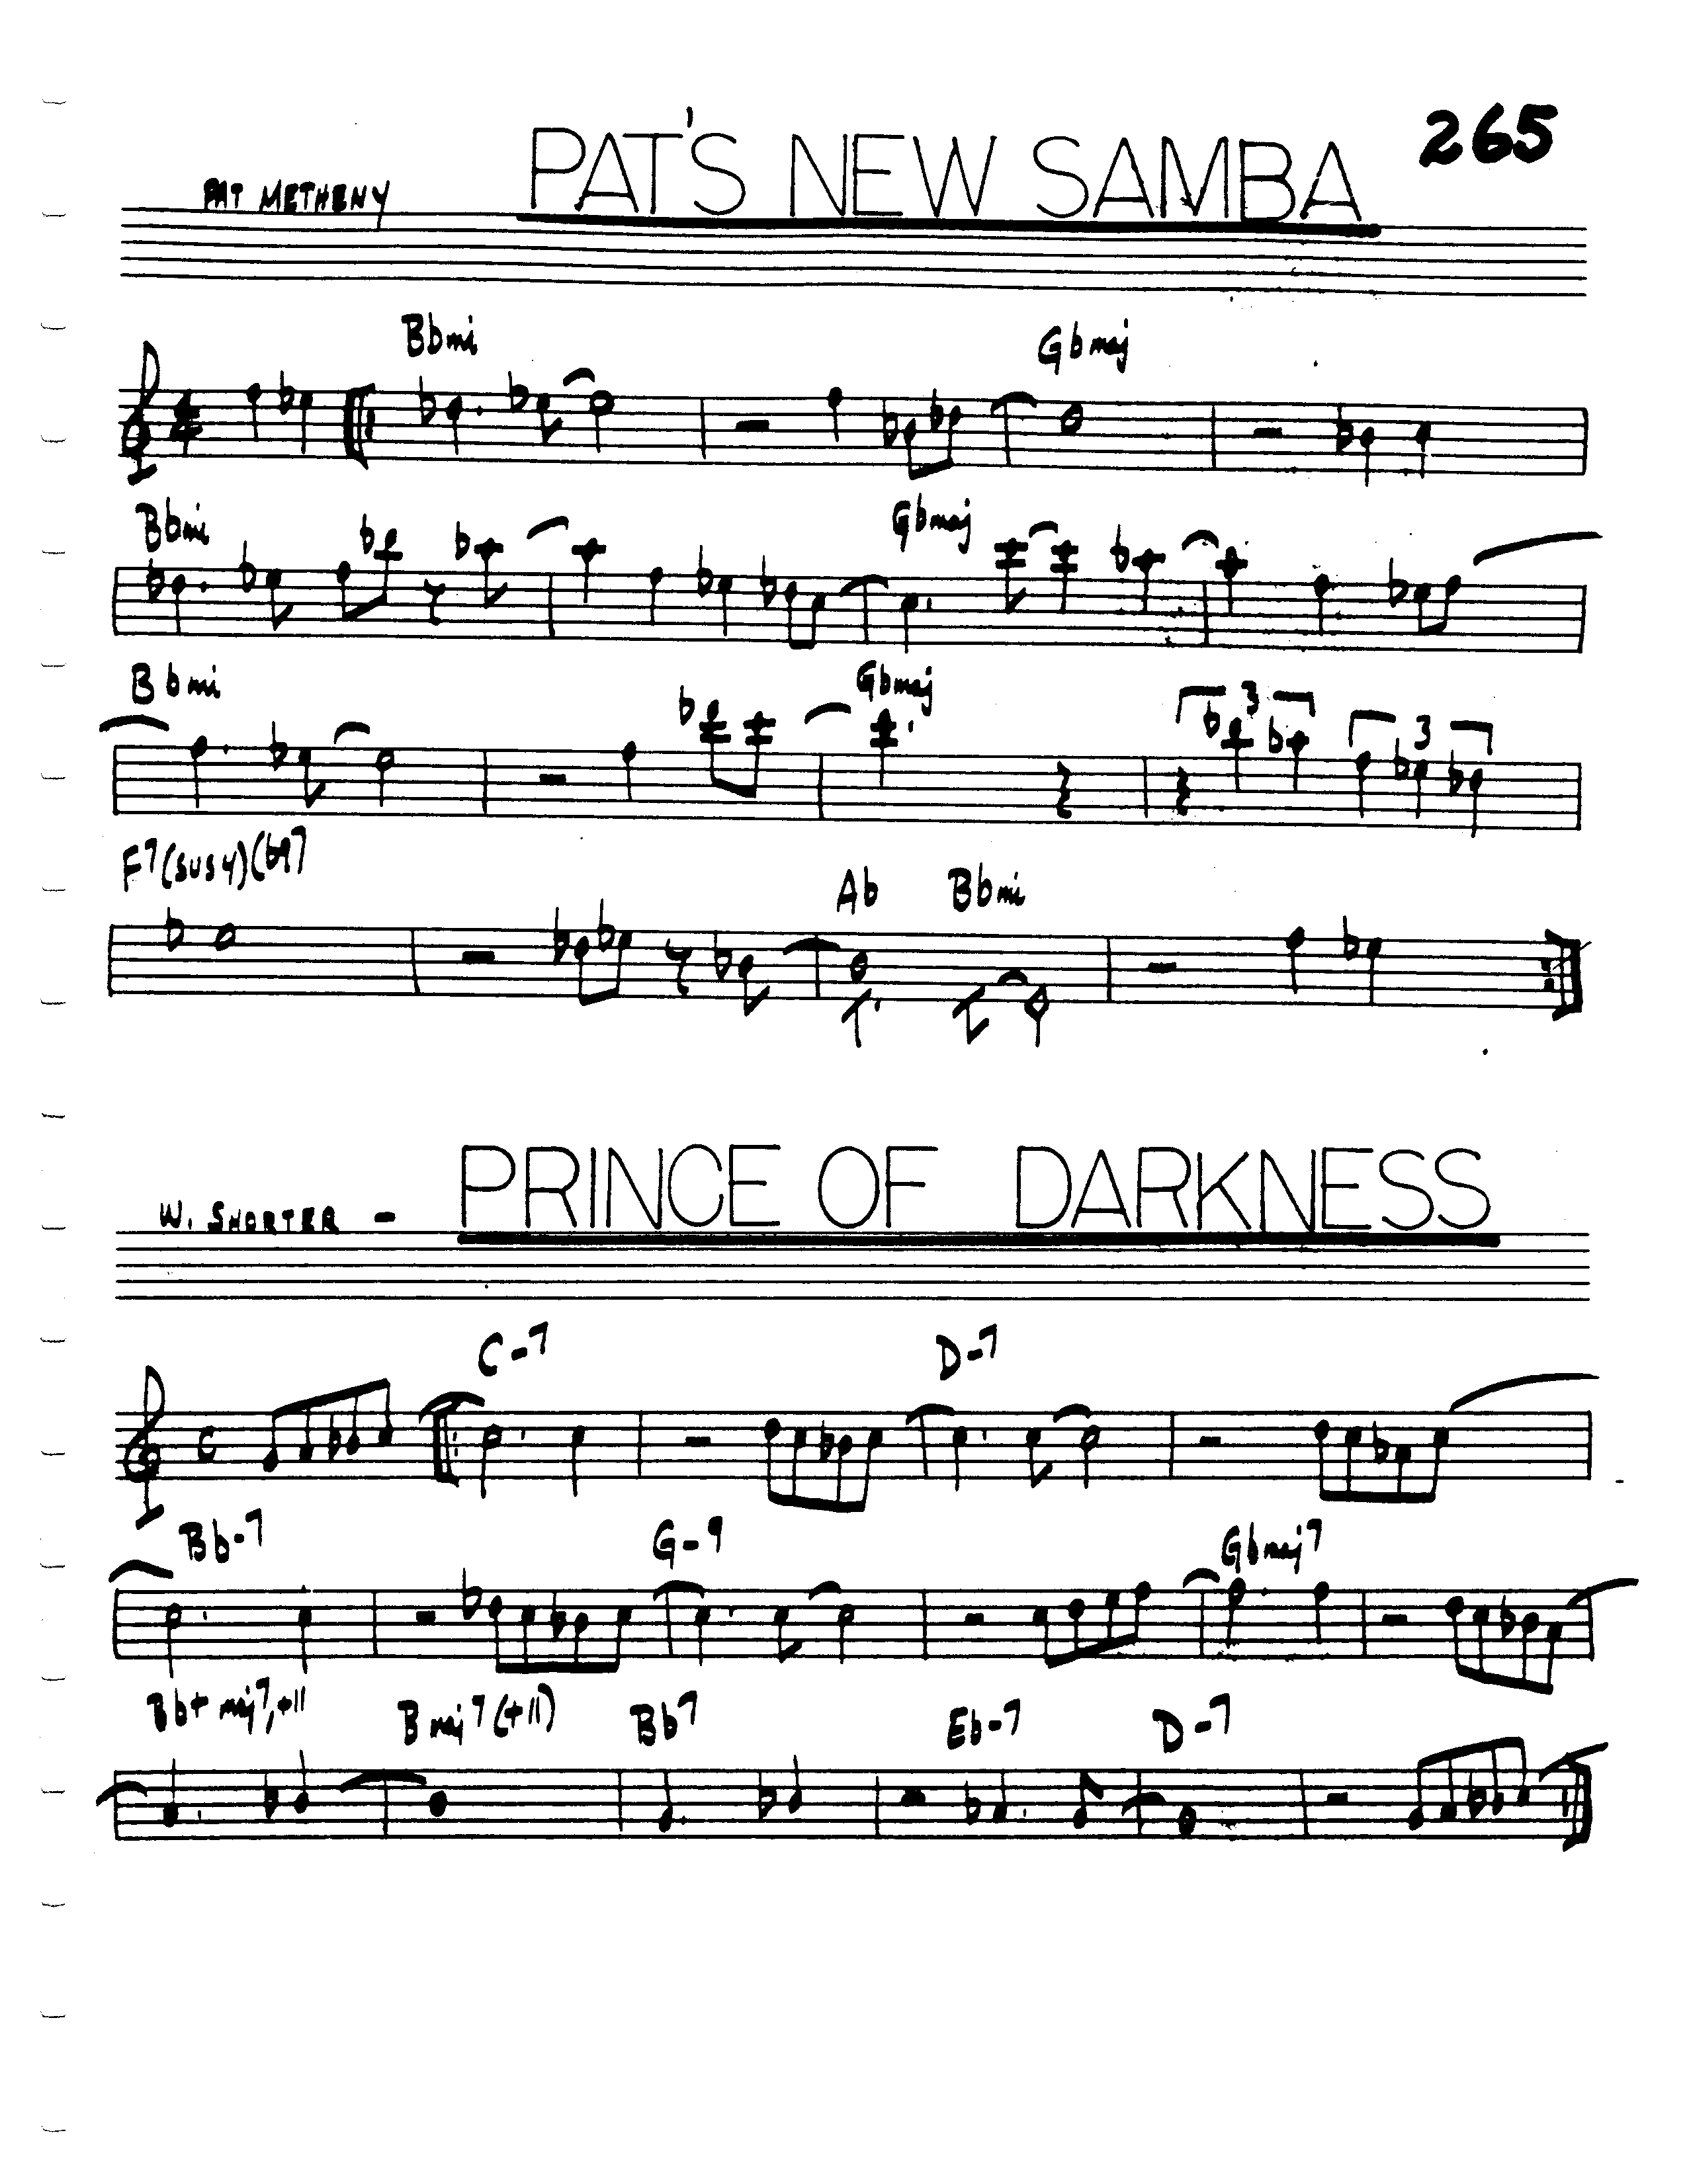 265
PAT'S NEW SAMBA
PAT METHENY
Bbmi Gbmaj
Bbmi Gbmaj
Bbmi Gbmaj
3 3
F7(sus4)(b9)
Ab Bbmi
PRINCE OF DARKNESS
W. SHORTER -
C-7 D-7
C
Bb-7 G-9 Gbmaj7
Bb+ maj7,+11 Bmaj7(+11) Bb7 Eb-7 D-7